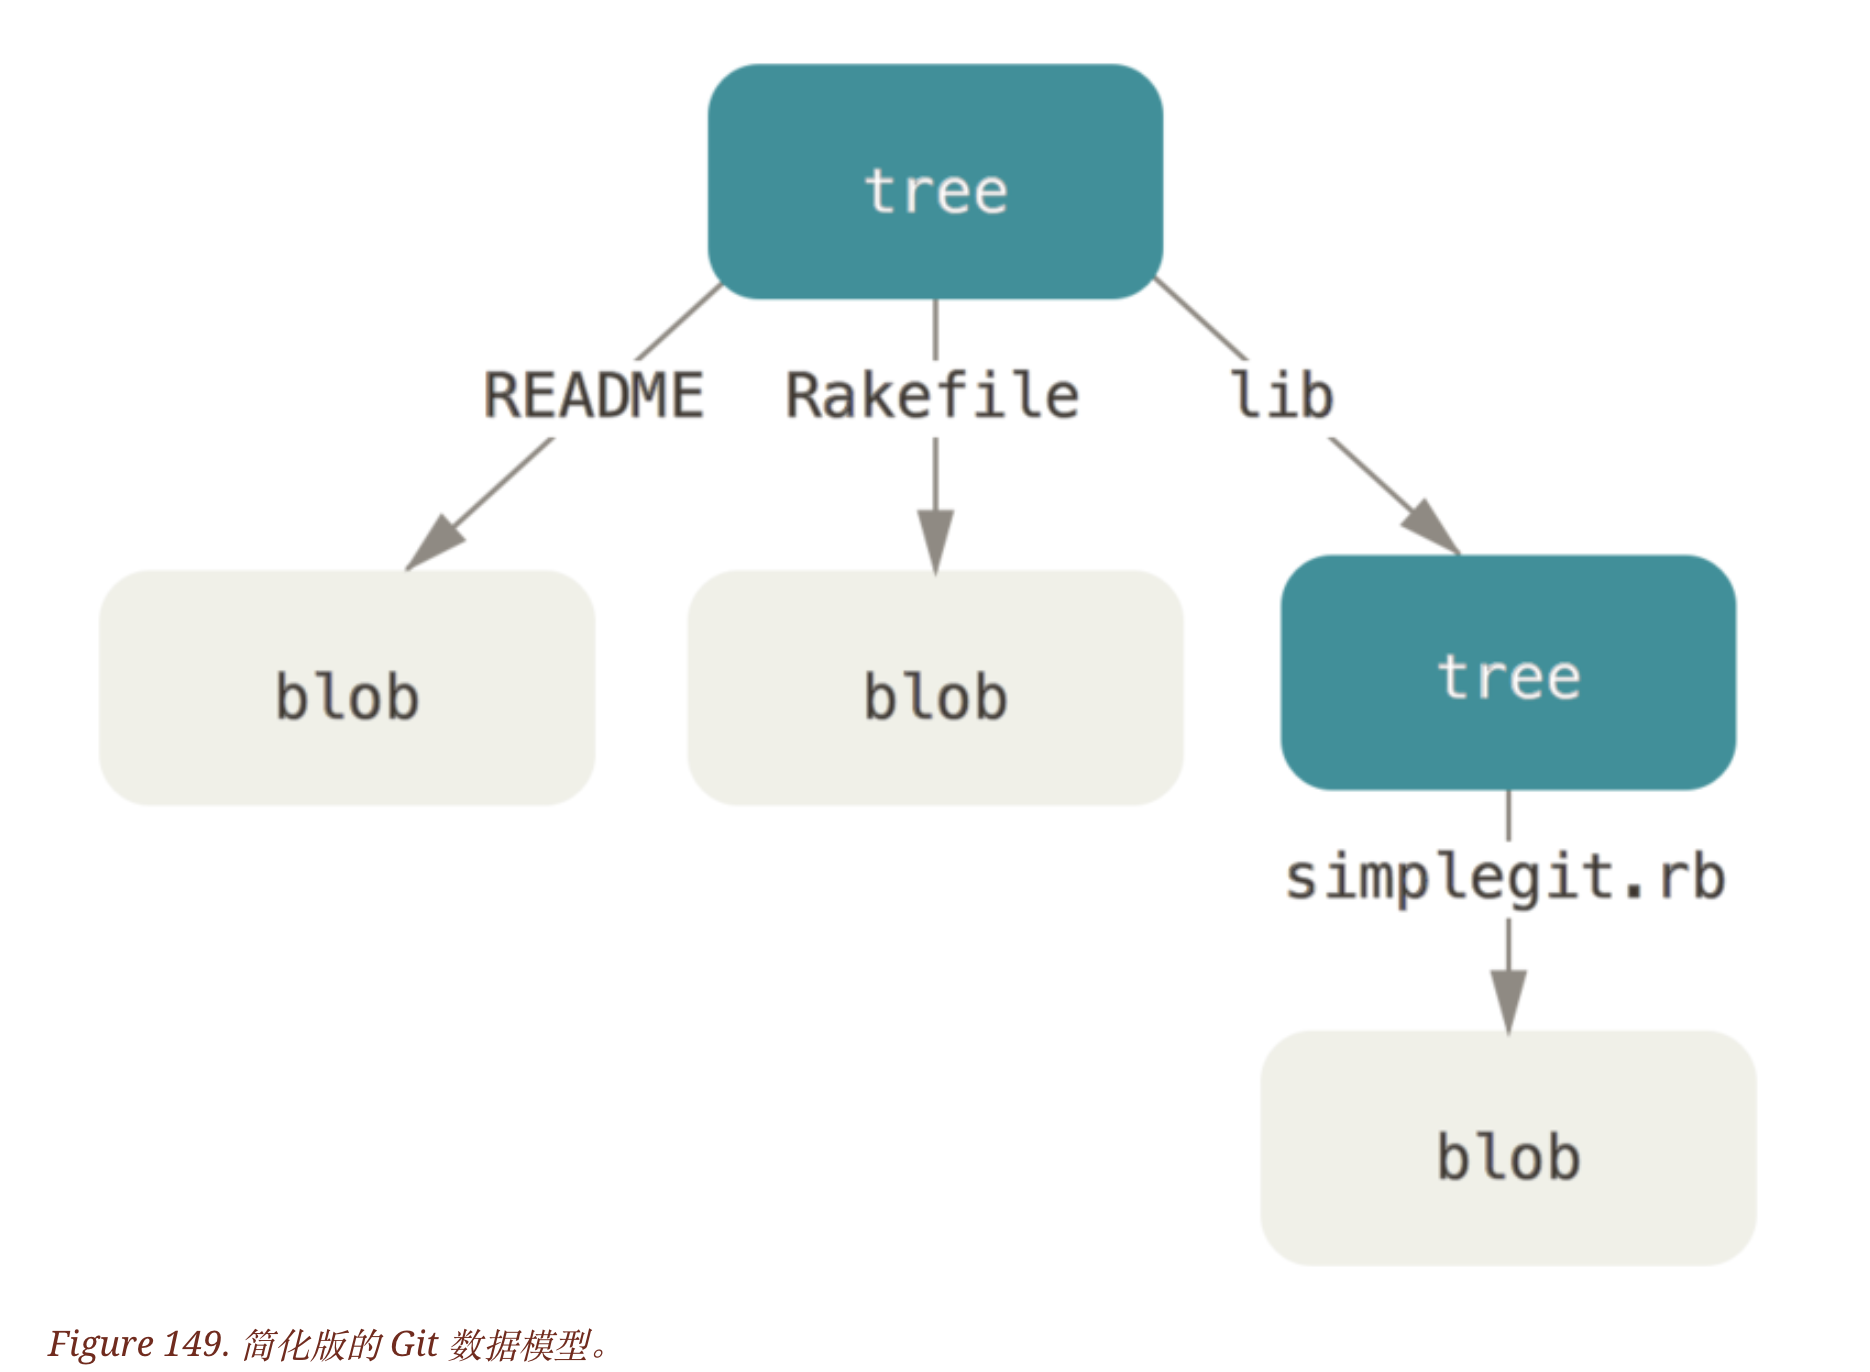 tree
README Rakefile lib
blob blob tree
simplegit.rb
blob
Figure 149. 简化版的 Git 数据模型。